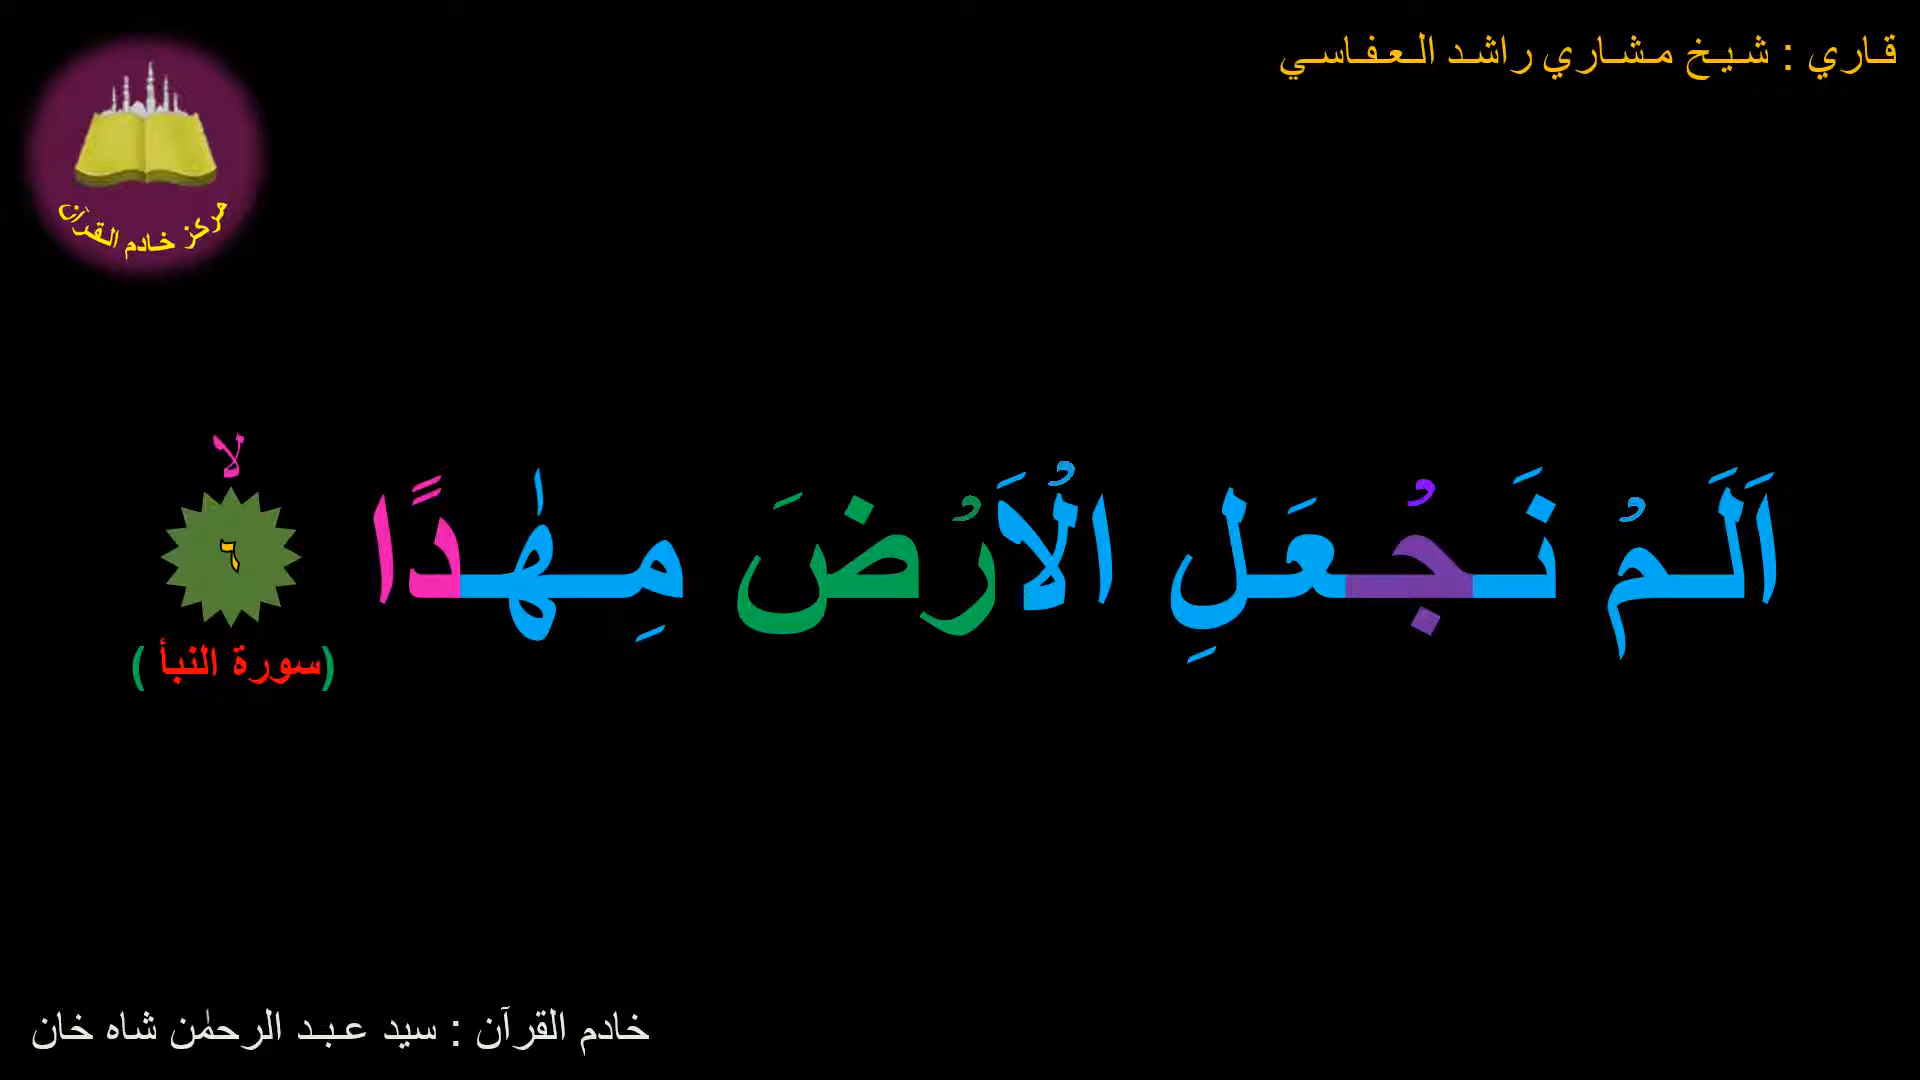 قاري : شيخ مشاري راشد العفاسي
مركز خادم القرآن
اَلَمْ نَجْعَلِ الْاَرْضَ مِهٰدًا ۙ ٦
(سورة النبأ )
خادم القرآن : سيد عبد الرحمٰن شاه خان